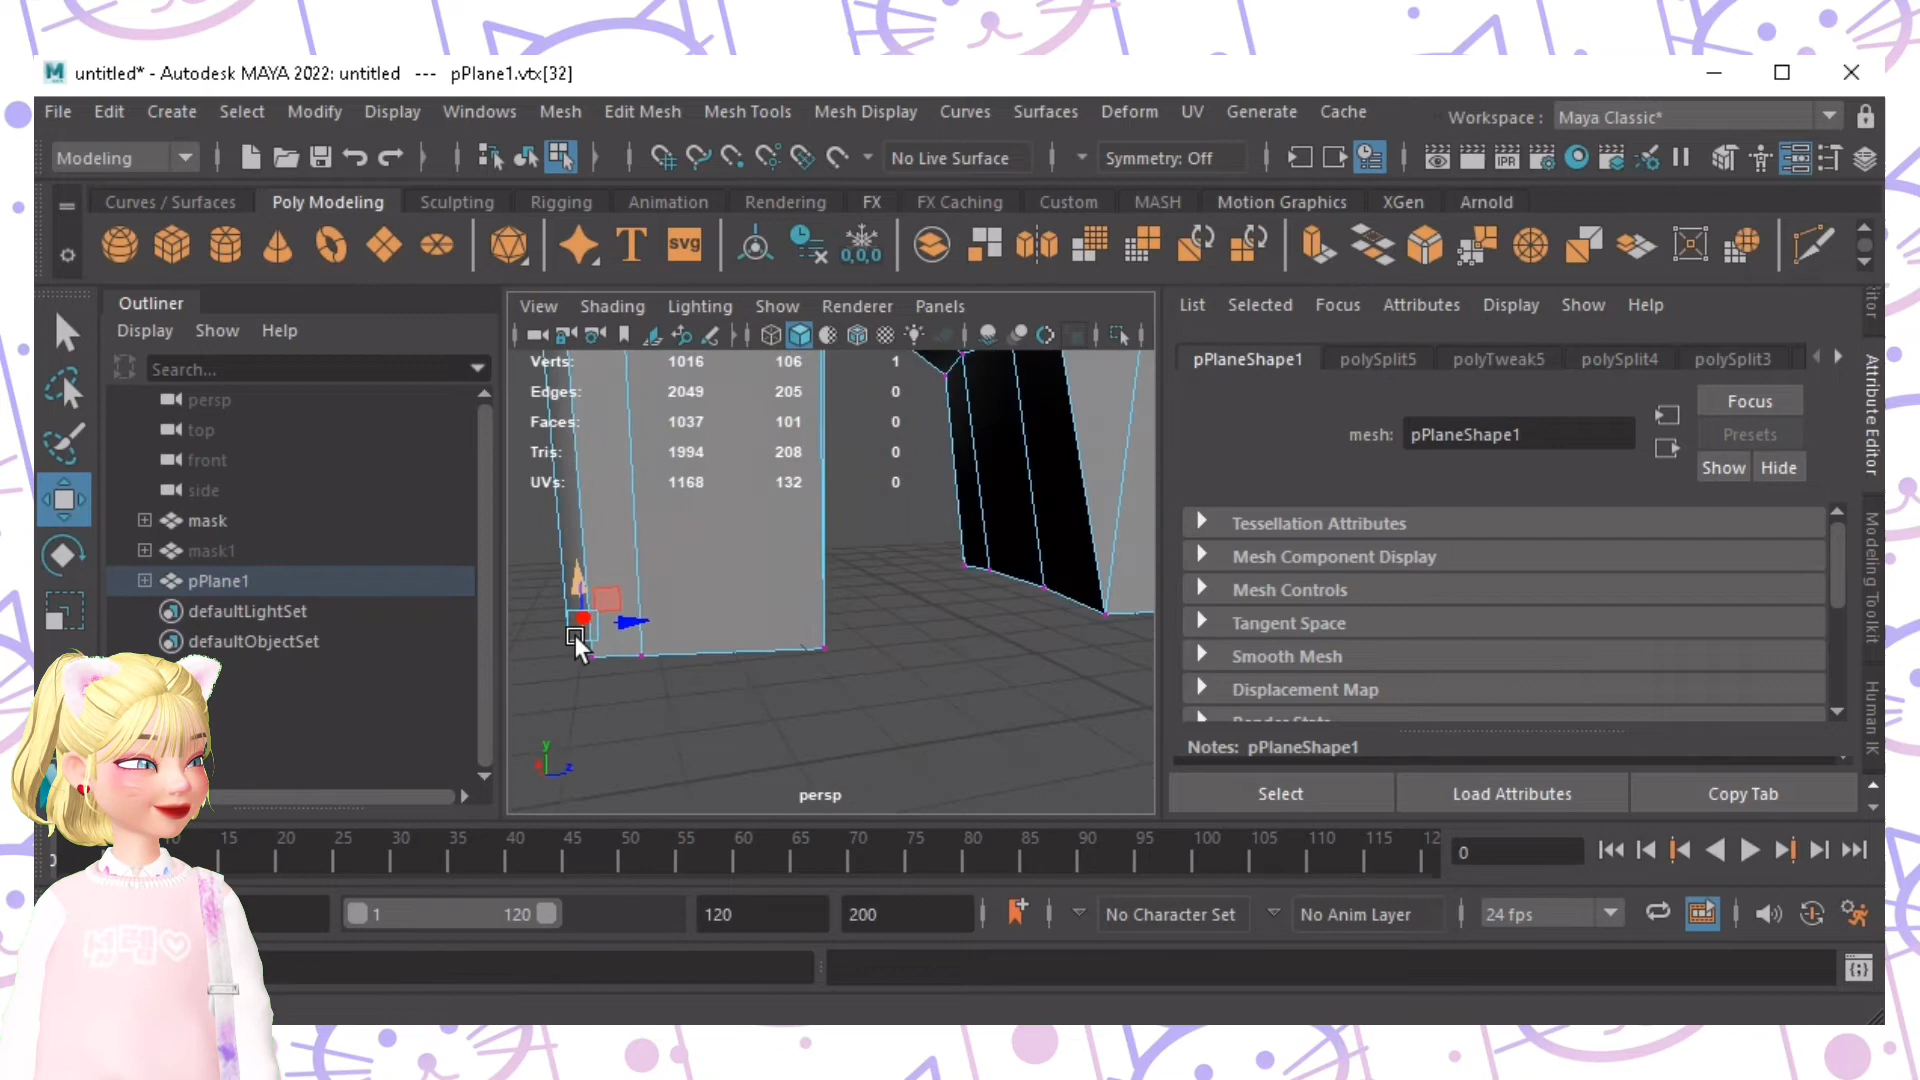 untitled* - Autodesk MAYA 2022: untitled   ---   pPlane1.vtx[32]
File Edit Create Select Modify Display Windows Mesh Edit Mesh Mesh Tools Mesh Display Curves Surfaces Deform UV Generate Cache
Workspace : Maya Classic*
Modeling
No Live Surface
Symmetry: Off
IPR
Curves / Surfaces Poly Modeling Sculpting Rigging Animation Rendering FX FX Caching Custom MASH Motion Graphics XGen Arnold
T
svg
0,0,0
Outliner
Display Show Help
Search...
persp
top
front
side
mask
mask1
pPlane1
defaultLightSet
defaultObjectSet
View Shading Lighting Show Renderer Panels
Verts: 1016 106 1
Edges: 2049 205 0
Faces: 1037 101 0
Tris: 1994 208 0
UVs: 1168 132 0
y
z
persp
List Selected Focus Attributes Display Show Help
pPlaneShape1 polySplit5 polyTweak5 polySplit4 polySplit3
mesh: pPlaneShape1
Focus
Presets
Show Hide
Tessellation Attributes
Mesh Component Display
Mesh Controls
Tangent Space
Smooth Mesh
Displacement Map
Notes: pPlaneShape1
Select Load Attributes Copy Tab
Attribute Editor
Modeling Toolkit
Human IK
10 15 20 25 30 35 40 45 50 55 60 65 70 75 80 85 90 95 100 105 110 115 12
0
1 120
120
200
No Character Set
No Anim Layer
24 fps